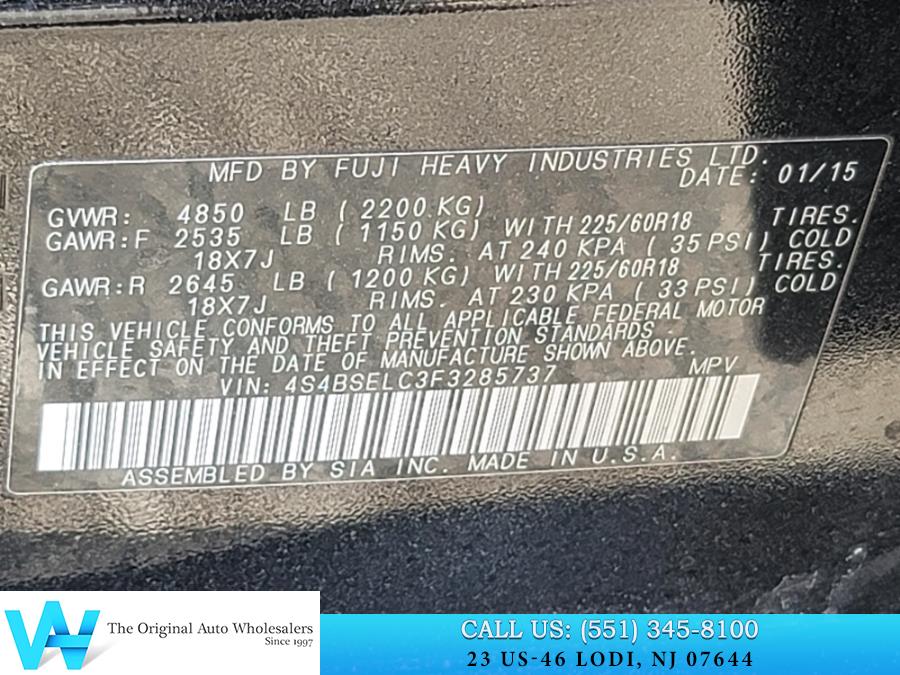 MFD BY FUJI HEAVY INDUSTRIES LTD.
DATE: 01/15
GVWR: 4850 LB ( 2200 KG)
GAWR:F 2535 LB ( 1150 KG) WITH 225/60R18 TIRES.
18X7J RIMS. AT 240 KPA ( 35 PSI) COLD
GAWR:R 2645 LB ( 1200 KG) WITH 225/60R18 TIRES.
18X7J RIMS. AT 230 KPA ( 33 PSI) COLD
THIS VEHICLE CONFORMS TO ALL APPLICABLE FEDERAL MOTOR
VEHICLE SAFETY AND THEFT PREVENTION STANDARDS
IN EFFECT ON THE DATE OF MANUFACTURE SHOWN ABOVE.
VIN: 4S4BSELC3F3285737 MPV
ASSEMBLED BY SIA INC. MADE IN U.S.A.
The Original Auto Wholesalers
Since 1997
CALL US: (551) 345-8100
23 US-46 LODI, NJ 07644